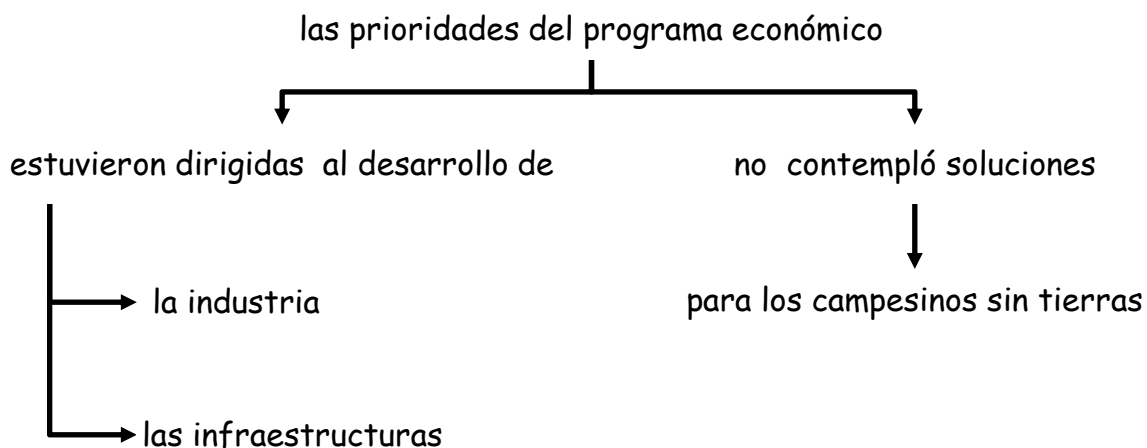 las prioridades del programa económico
estuvieron dirigidas al desarrollo de
no contempló soluciones
la industria
para los campesinos sin tierras
las infraestructuras